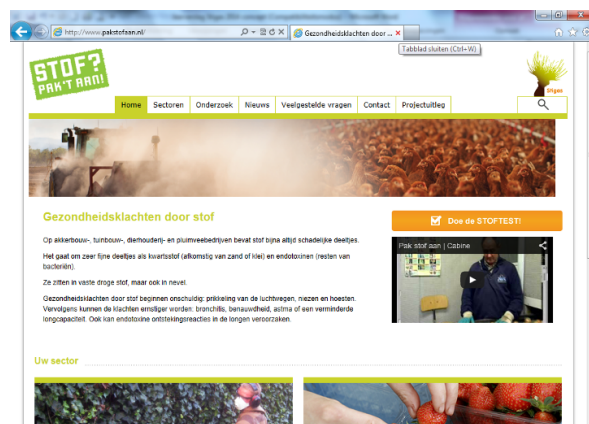 http://www.pakstofaan.nl/
Gezondheidsklachten door ...
Tabblad sluiten (Ctrl+W)
STOF?
PAK'T AAN!
Stigas
Home Sectoren Onderzoek Nieuws Veelgestelde vragen Contact Projectuitleg
Gezondheidsklachten door stof
Doe de STOFTEST!
Op akkerbouw-, tuinbouw-, dierhouderij- en pluimveebedrijven bevat stof bijna altijd schadelijke deeltjes.
Pak stof aan | Cabine
Het gaat om zeer fijne deeltjes als kwartsstof (afkomstig van zand of klei) en endotoxinen (resten van
bacteriën).
Ze zitten in vaste droge stof, maar ook in nevel.
Gezondheidsklachten door stof beginnen onschuldig: prikkeling van de luchtwegen, niezen en hoesten.
Vervolgens kunnen de klachten ernstiger worden: bronchitis, benauwdheid, astma of een verminderde
longcapaciteit. Ook kan endotoxine ontstekingsreacties in de longen veroorzaken.
Uw sector